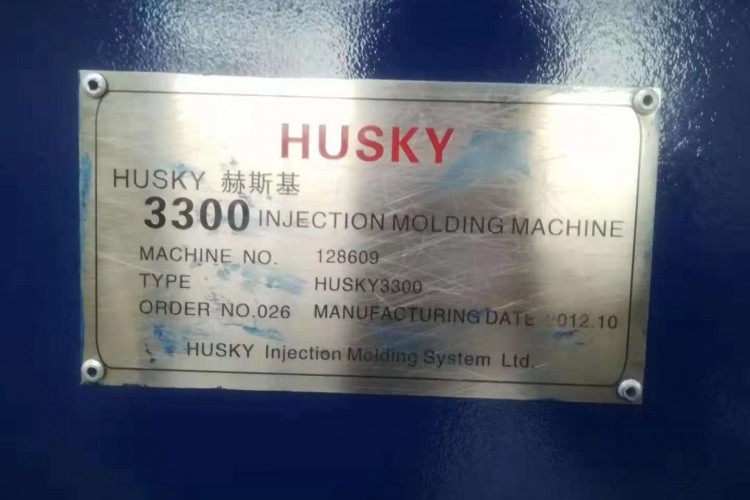 HUSKY
HUSKY 赫斯基
3300 INJECTION MOLDING MACHINE
MACHINE NO. 128609
TYPE HUSKY3300
ORDER NO.026 MANUFACTURING DATE 2012.10
HUSKY Injection Molding System Ltd.